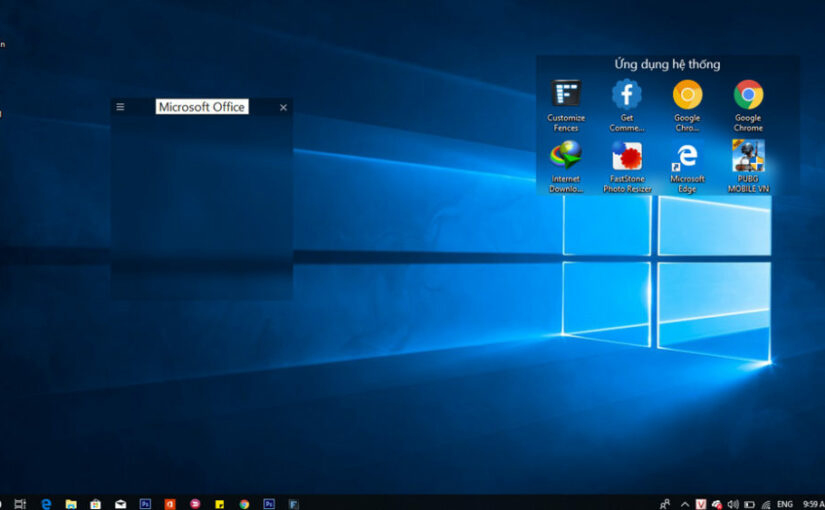 n
Microsoft Office
Ứng dụng hệ thống
Customize
Fences
Get
Comme...
Google
Chro...
Google
Chrome
Internet
Downlo...
FastStone
Photo Resizer
Microsoft
Edge
PUBG
MOBILE VN
ENG
9:59 A